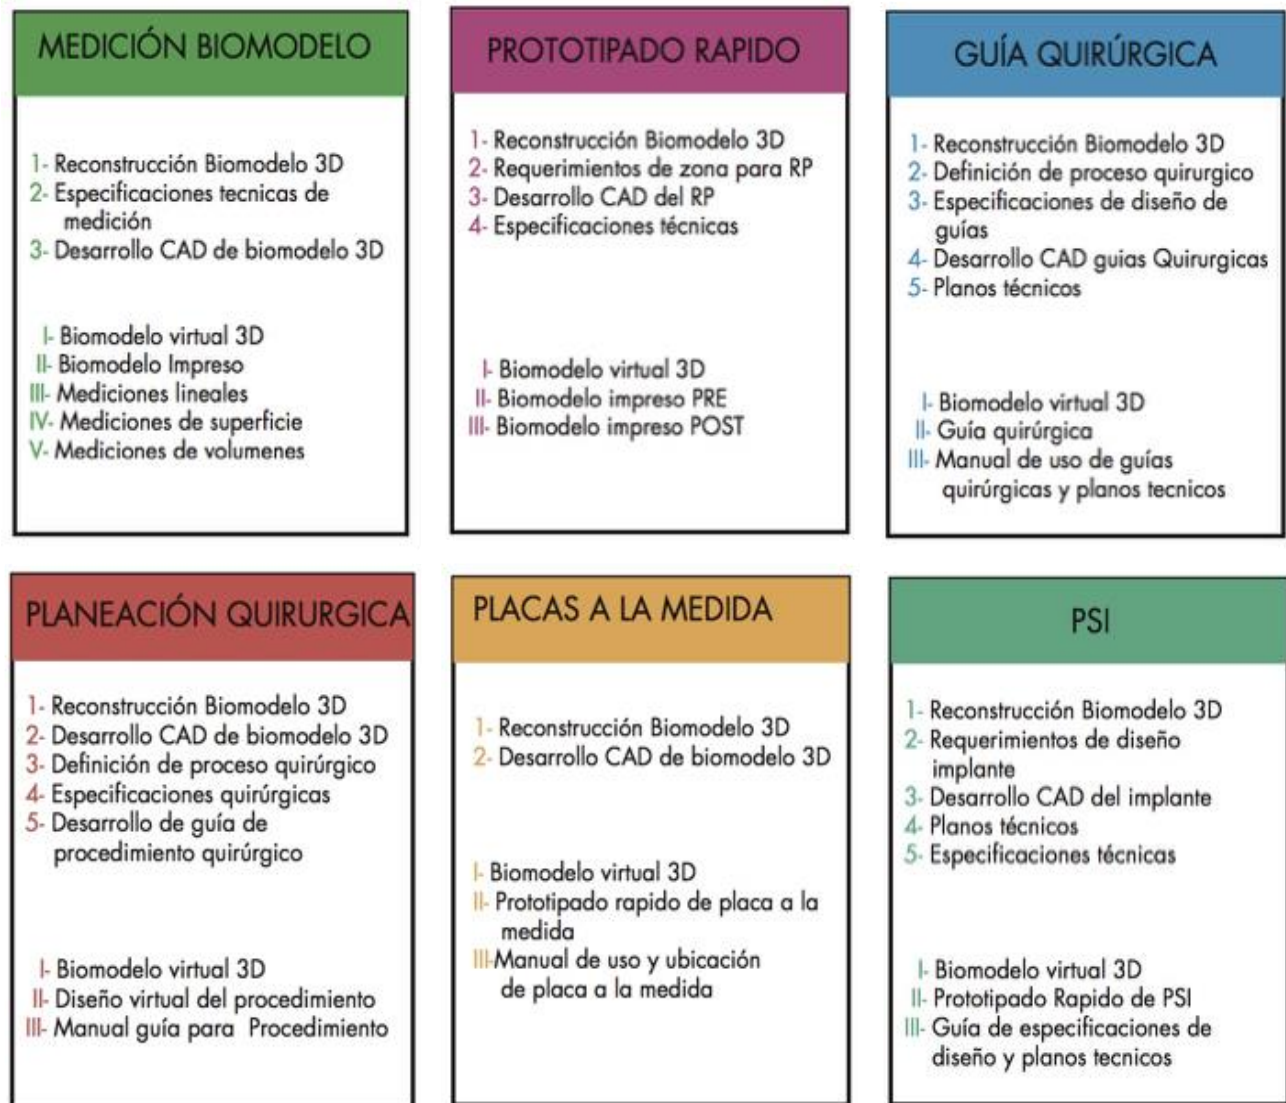 MEDICIÓN BIOMODELO
1- Reconstrucción Biomodelo 3D
2- Especificaciones tecnicas de
medición
3- Desarrollo CAD de biomodelo 3D
I- Biomodelo virtual 3D
II- Biomodelo Impreso
III- Mediciones lineales
IV- Mediciones de superficie
V- Mediciones de volumenes
PROTOTIPADO RAPIDO
1- Reconstrucción Biomodelo 3D
2- Requerimientos de zona para RP
3- Desarrollo CAD del RP
4- Especificaciones técnicas
I- Biomodelo virtual 3D
II- Biomodelo impreso PRE
III- Biomodelo impreso POST
GUÍA QUIRÚRGICA
1- Reconstrucción Biomodelo 3D
2- Definición de proceso quirurgico
3- Especificaciones de diseño de
guías
4- Desarrollo CAD guias Quirurgicas
5- Planos técnicos
I- Biomodelo virtual 3D
II- Guía quirúrgica
III- Manual de uso de guías
quirúrgicas y planos tecnicos
PLANEACIÓN QUIRURGICA
1- Reconstrucción Biomodelo 3D
2- Desarrollo CAD de biomodelo 3D
3- Definición de proceso quirúrgico
4- Especificaciones quirúrgicas
5- Desarrollo de guía de
procedimiento quirúrgico
I- Biomodelo virtual 3D
II- Diseño virtual del procedimiento
III- Manual guía para Procedimiento
PLACAS A LA MEDIDA
1- Reconstrucción Biomodelo 3D
2- Desarrollo CAD de biomodelo 3D
I- Biomodelo virtual 3D
II- Prototipado rapido de placa a la
medida
III-Manual de uso y ubicación
de placa a la medida
PSI
1- Reconstrucción Biomodelo 3D
2- Requerimientos de diseño
implante
3- Desarrollo CAD del implante
4- Planos técnicos
5- Especificaciones técnicas
I- Biomodelo virtual 3D
II- Prototipado Rapido de PSI
III- Guía de especificaciones de
diseño y planos tecnicos